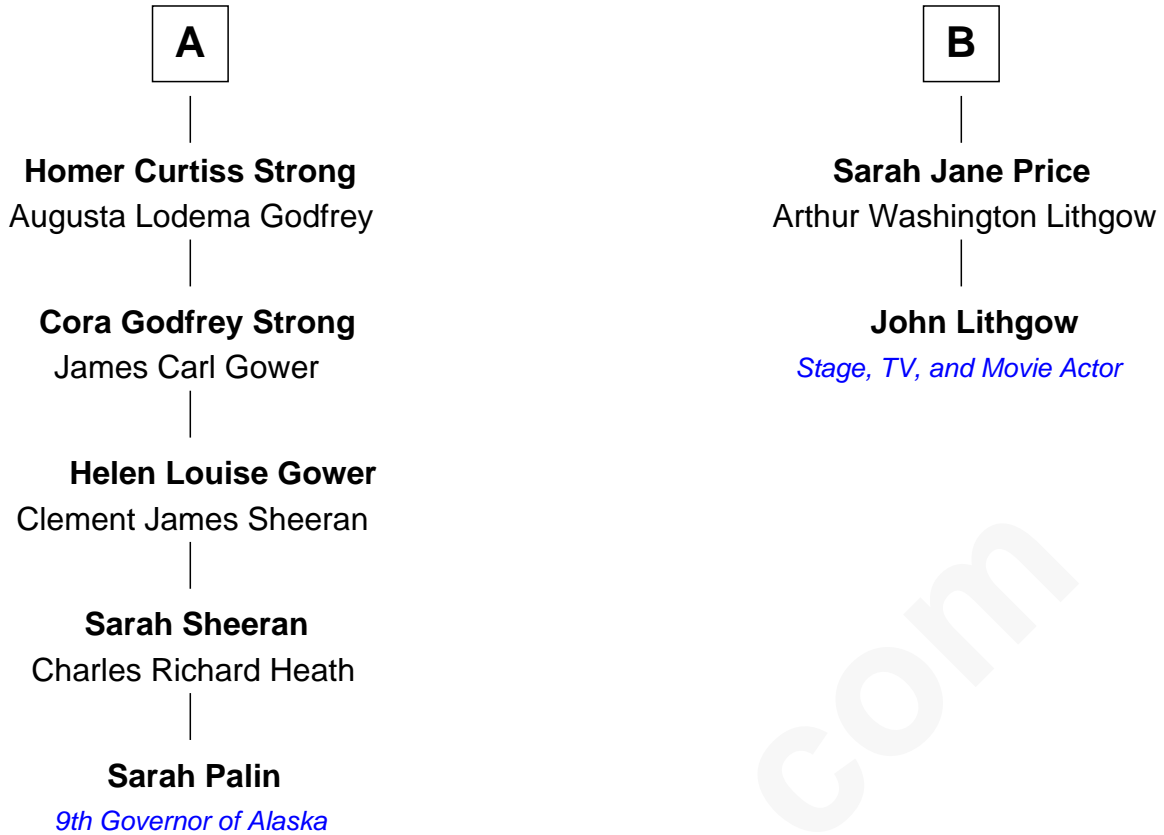 A
Homer Curtiss Strong
Augusta Lodema Godfrey
Cora Godfrey Strong
James Carl Gower
Helen Louise Gower
Clement James Sheeran
Sarah Sheeran
Charles Richard Heath
Sarah Palin
9th Governor of Alaska
B
Sarah Jane Price
Arthur Washington Lithgow
John Lithgow
Stage, TV, and Movie Actor
com